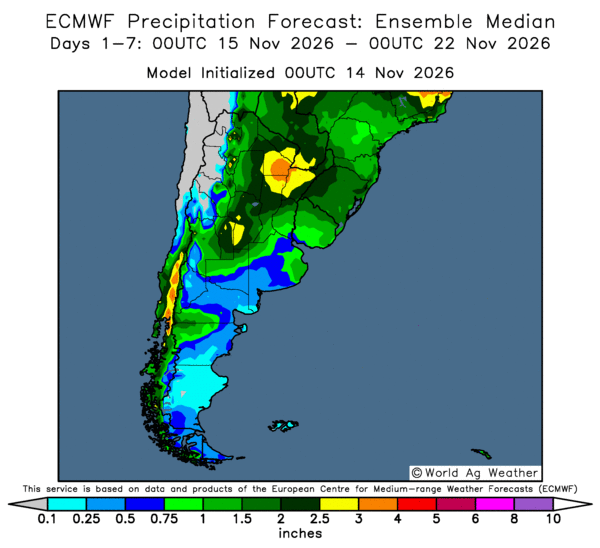 ECMWF Precipitation Forecast: Ensemble Median
Days 1-7: 00UTC 15 Nov 2026 - 00UTC 22 Nov 2026
Model Initialized 00UTC 14 Nov 2026
© World Ag Weather
This service is based on data and products of the European Centre for Medium-range Weather Forecasts (ECMWF)
0.1 0.25 0.5 0.75 1 1.5 2 2.5 3 4 5 6 8 10
inches